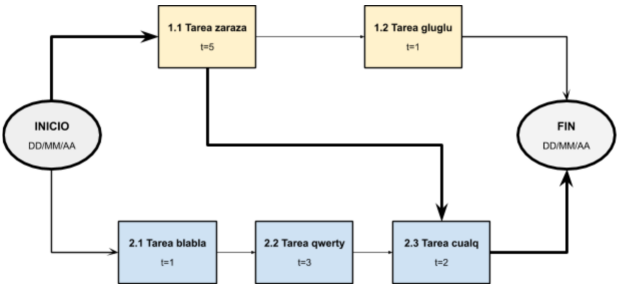 1.1 Tarea zaraza
t=5
1.2 Tarea gluglu
t=1
INICIO
DD/MM/AA
FIN
DD/MM/AA
2.1 Tarea blabla
t=1
2.2 Tarea qwerty
t=3
2.3 Tarea cualq
t=2